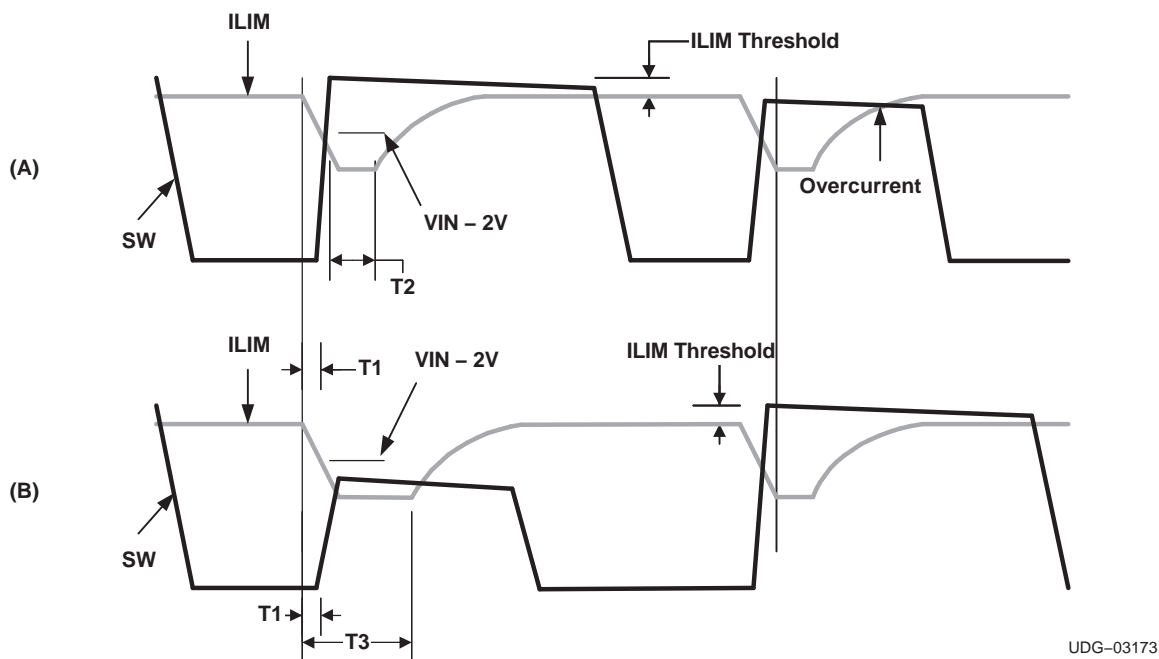 ILIM
ILIM Threshold
(A)
Overcurrent
VIN – 2V
SW
T2
ILIM
VIN – 2V
ILIM Threshold
T1
(B)
SW
T1
T3
UDG–03173